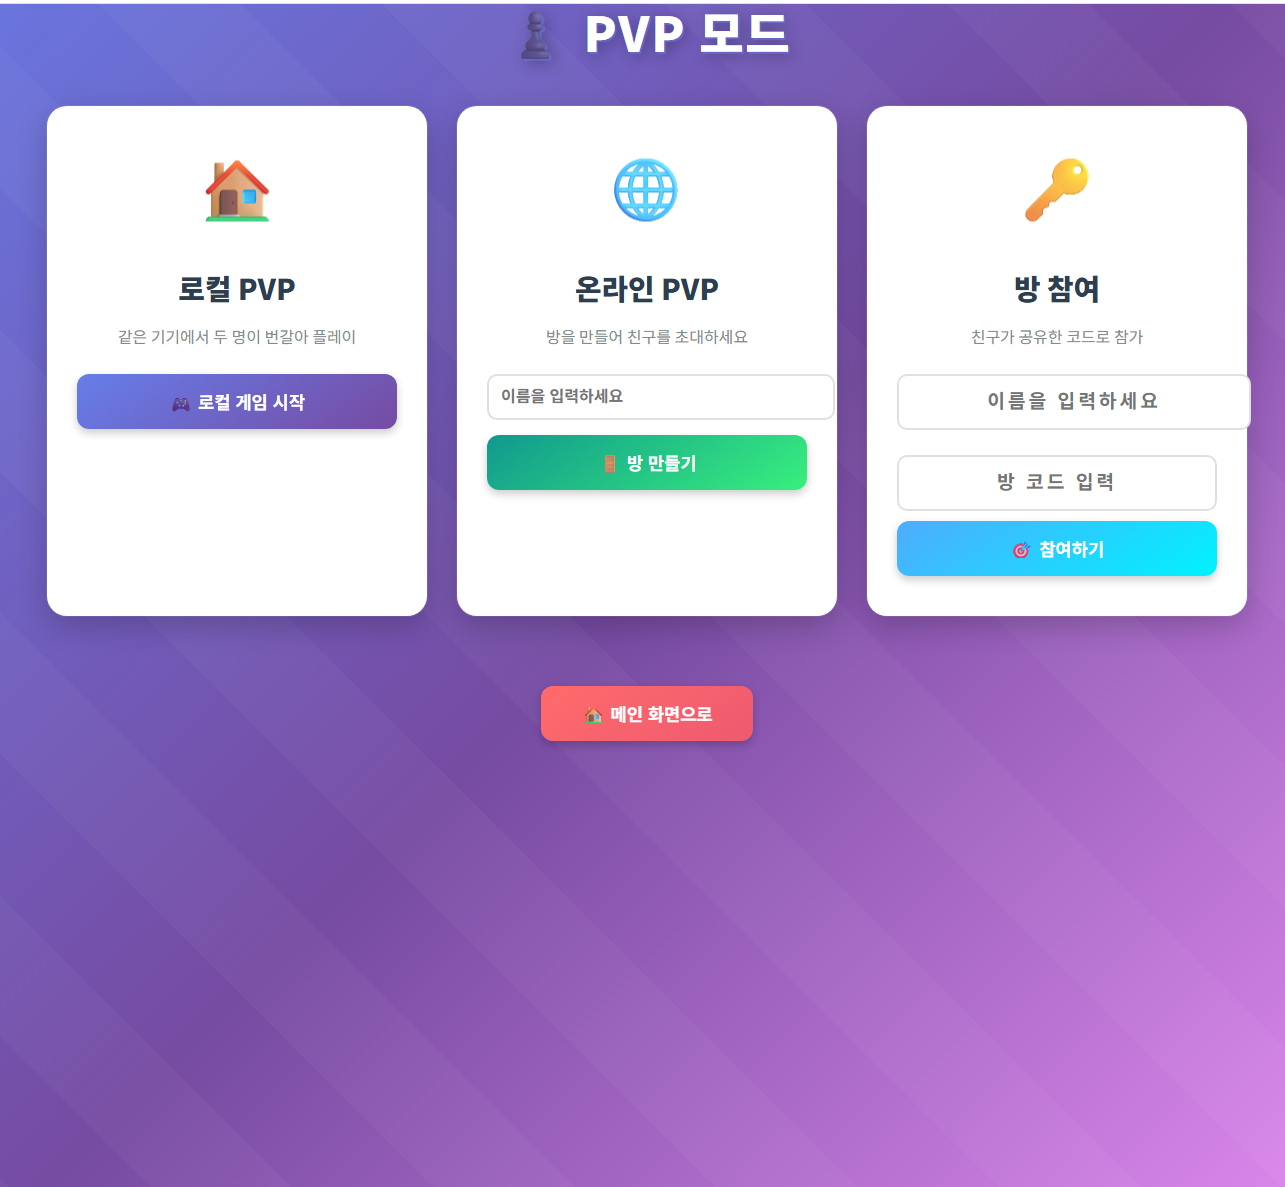 PVP 모드
로컬 PVP
같은 기기에서 두 명이 번갈아 플레이
로컬 게임 시작
온라인 PVP
방을 만들어 친구를 초대하세요
이름을 입력하세요
방 만들기
방 참여
친구가 공유한 코드로 참가
이름을 입력하세요
방 코드 입력
참여하기
메인 화면으로